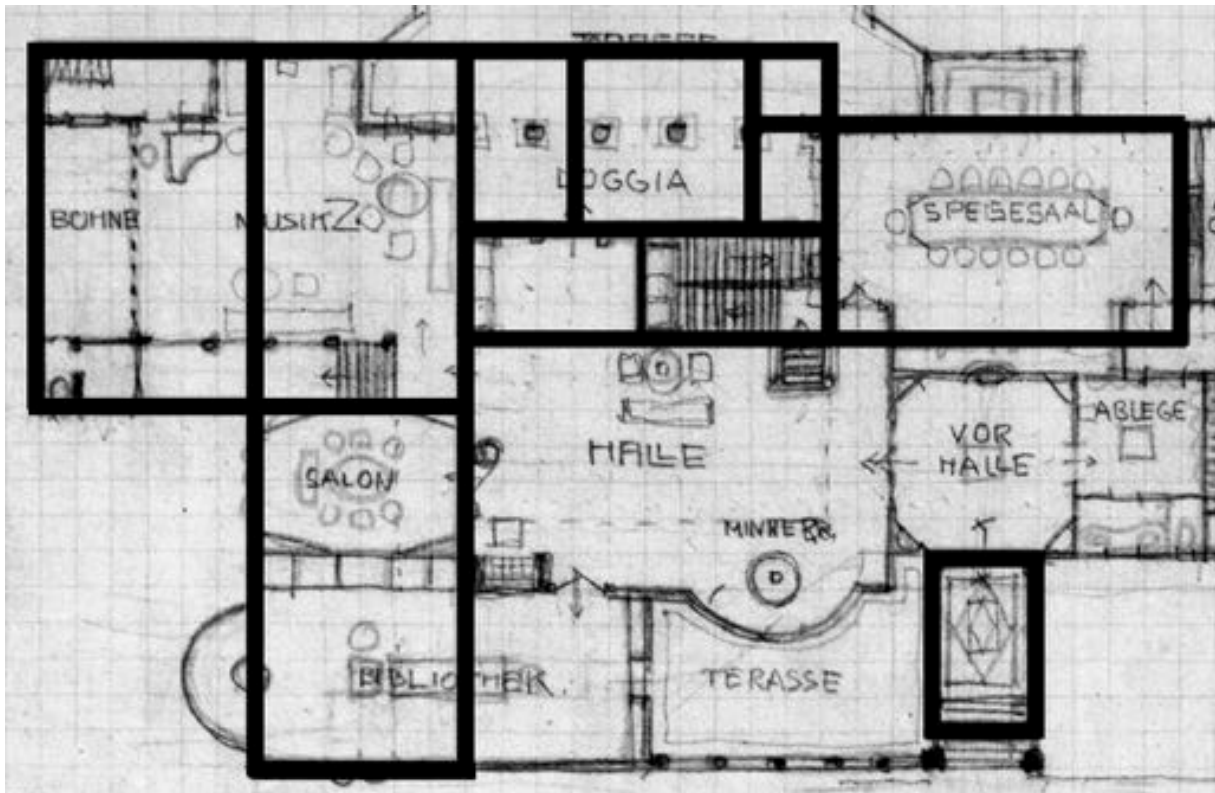 LOGGIA
BÜHNE
MUSIKZ.
SPEISESAAL
ABLEGE
VOR
HALLE
HALLE
SALON
BIBLIOTHEK.
TERASSE